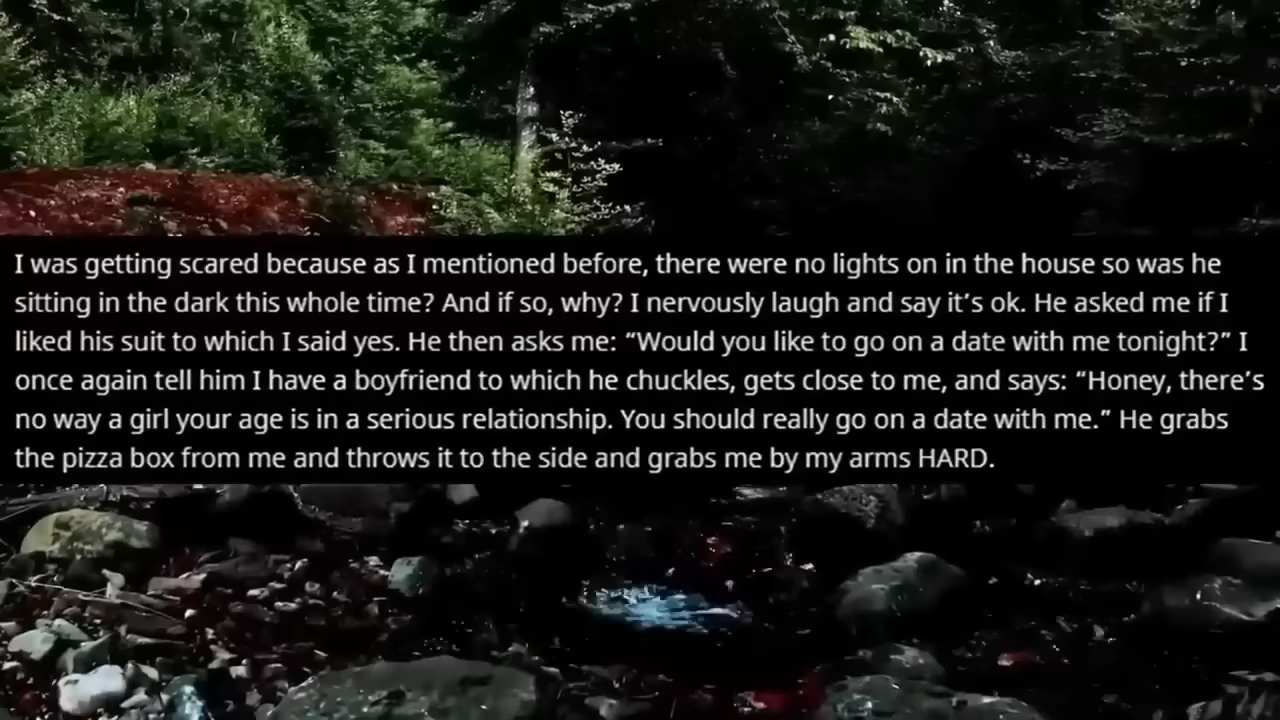 I was getting scared because as I mentioned before, there were no lights on in the house so was he
sitting in the dark this whole time? And if so, why? I nervously laugh and say it’s ok. He asked me if I
liked his suit to which I said yes. He then asks me: “Would you like to go on a date with me tonight?” I
once again tell him I have a boyfriend to which he chuckles, gets close to me, and says: “Honey, there’s
no way a girl your age is in a serious relationship. You should really go on a date with me.” He grabs
the pizza box from me and throws it to the side and grabs me by my arms HARD.